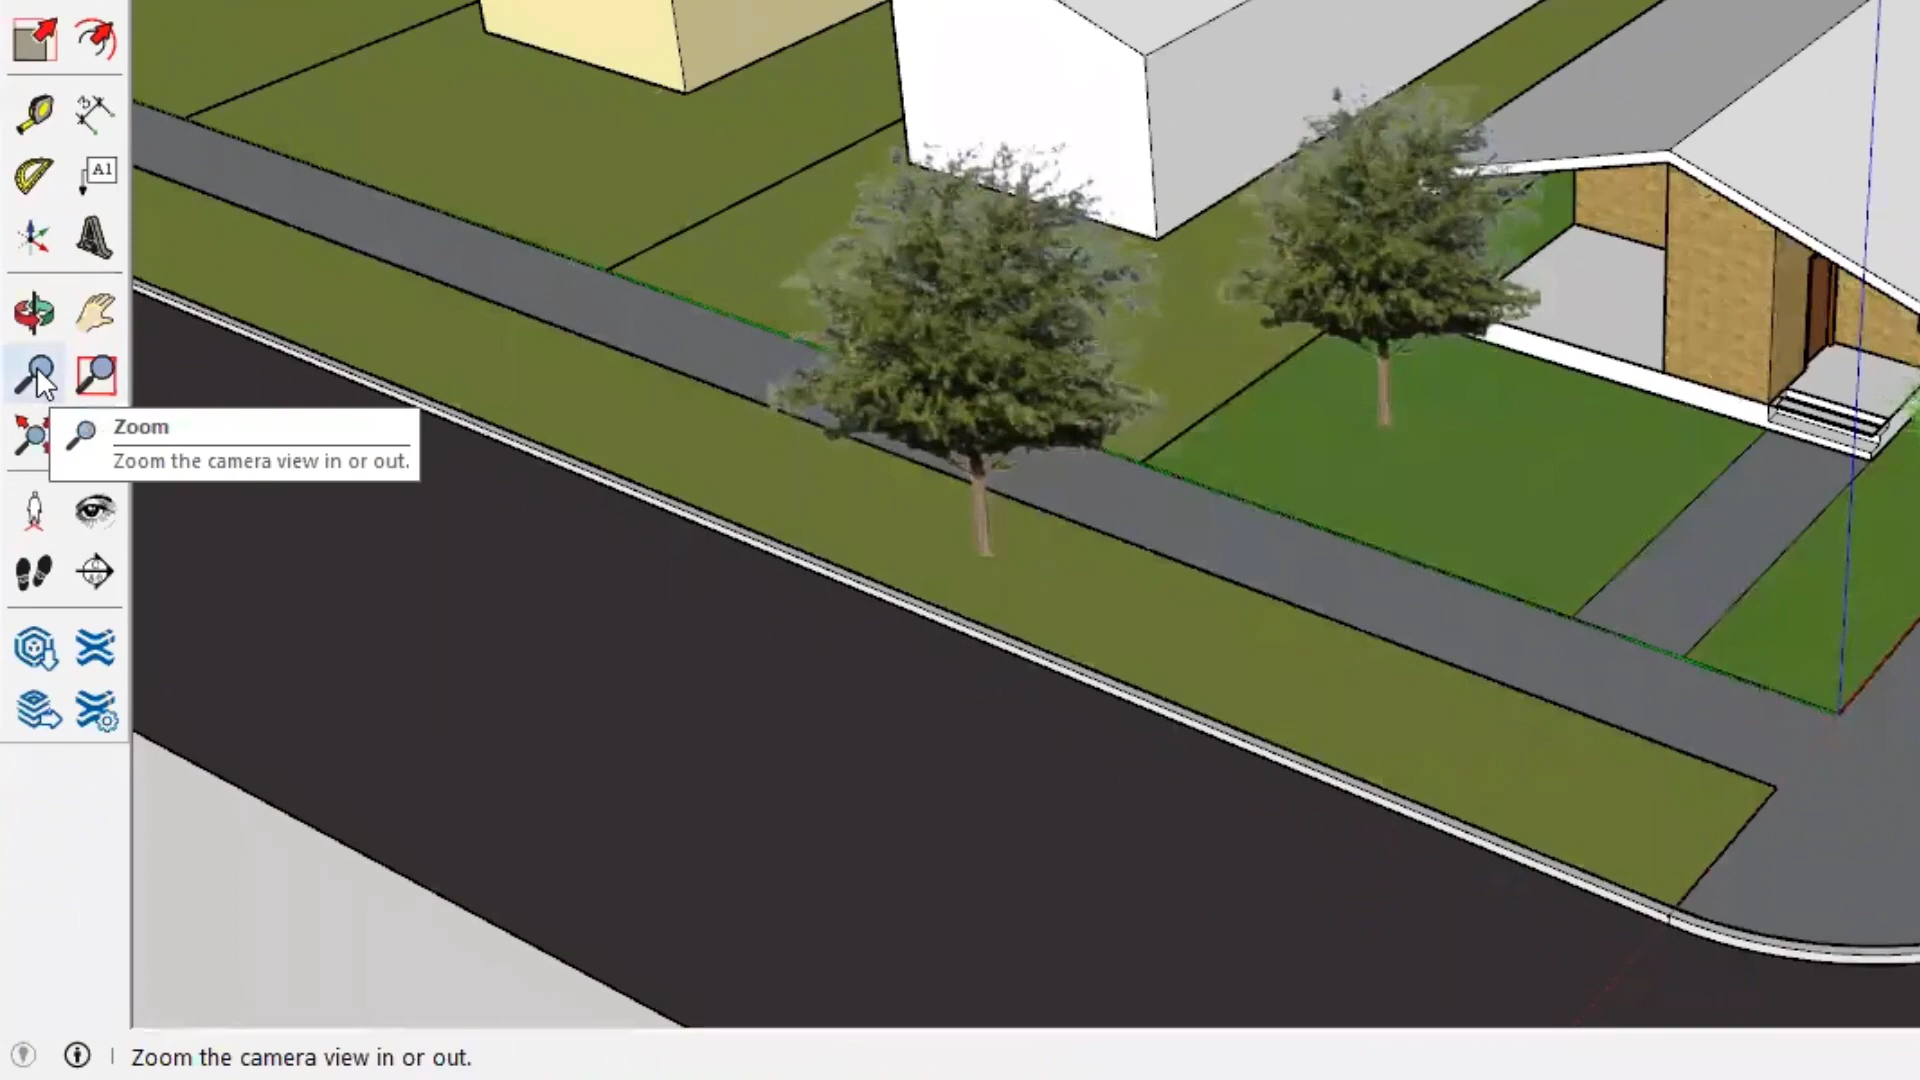 A1
Zoom
Zoom the camera view in or out.
Zoom the camera view in or out.